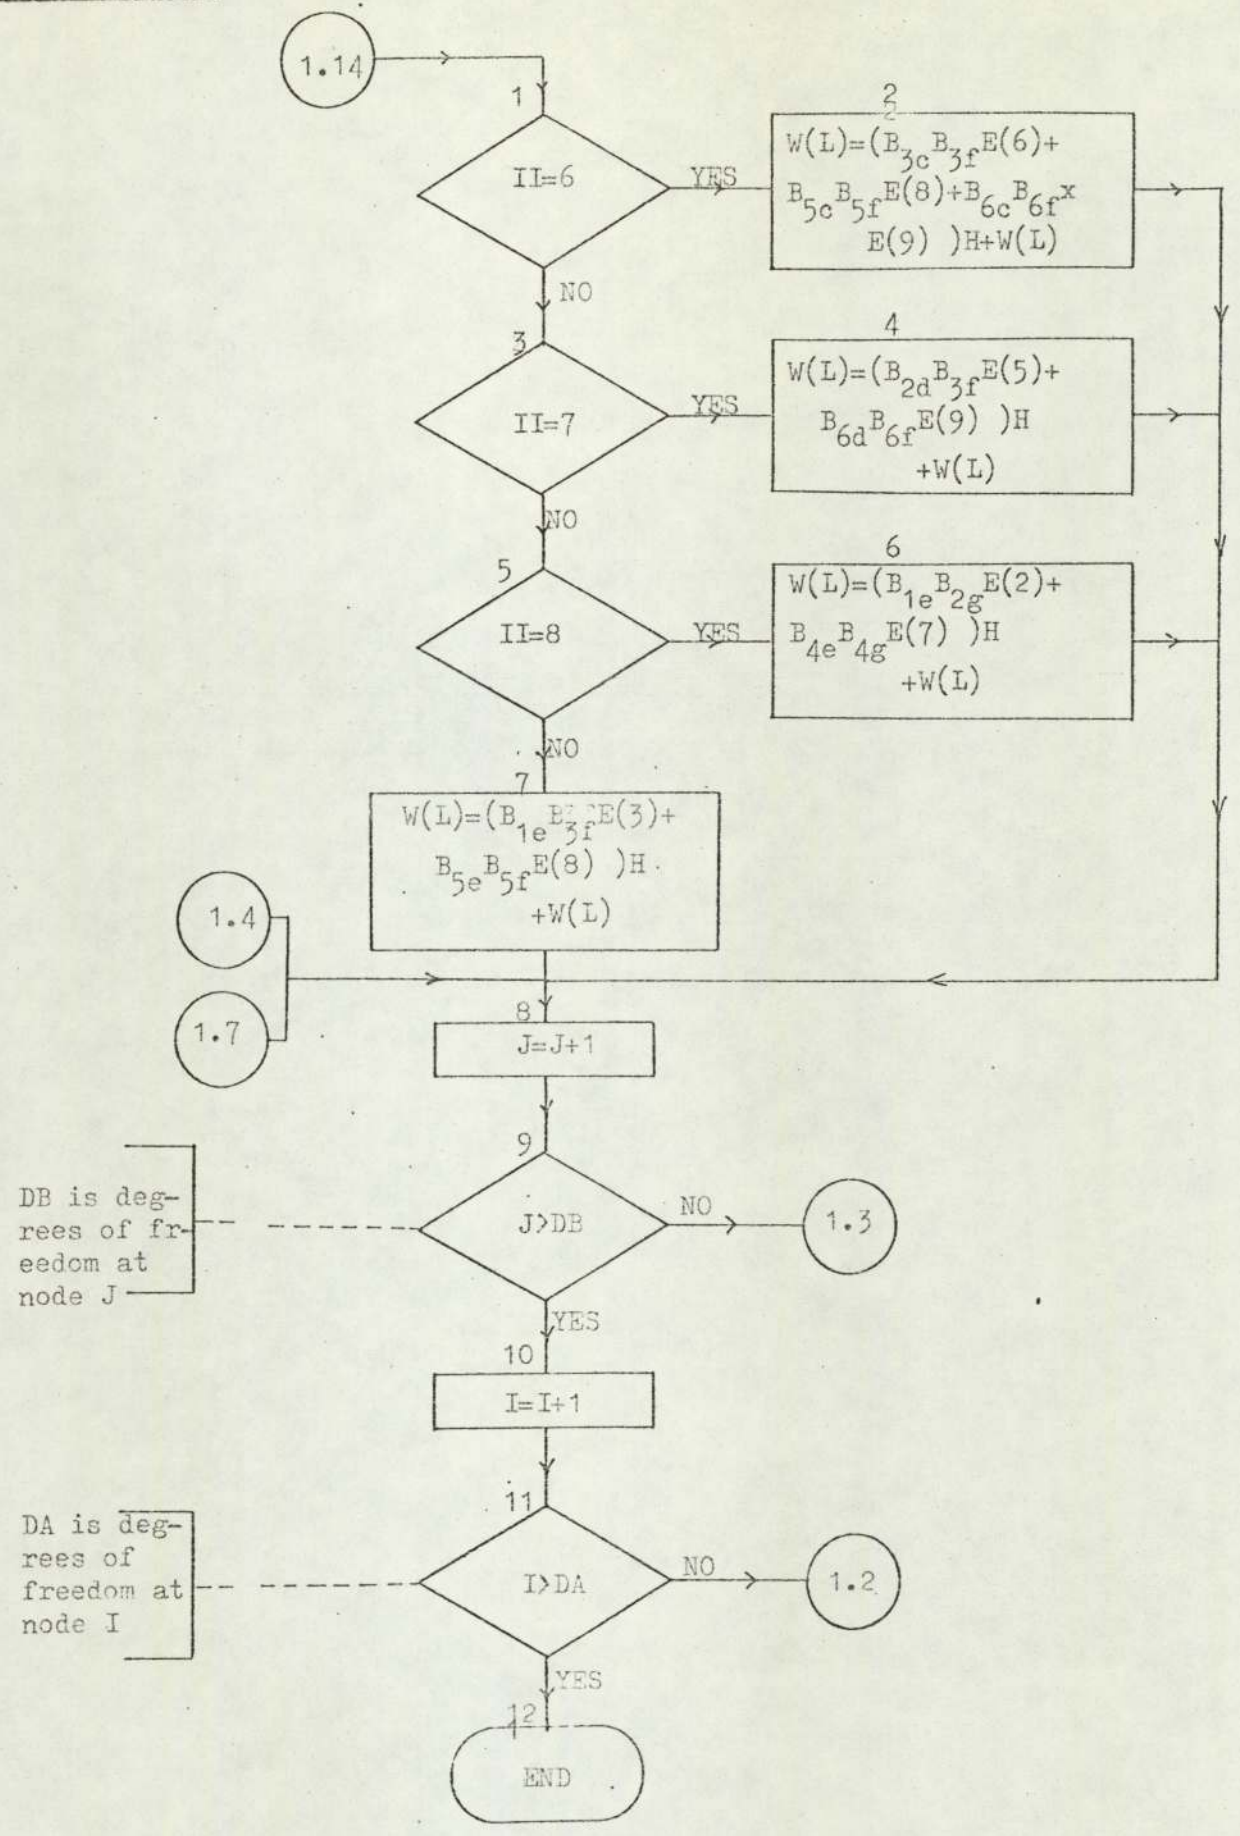 1.14
1
II=6
YES
2
W(L)=(B3cB3fE(6)+
B5cB5fE(8)+B6cB6fx
E(9) )H+W(L)
NO
3
II=7
YES
4
W(L)=(B2dB3fE(5)+
B6dB6fE(9) )H
+W(L)
NO
5
II=8
YES
6
W(L)=(B1eB2gE(2)+
B4eB4gE(7) )H
+W(L)
NO
7
W(L)=(B1eB3fE(3)+
B5eB5fE(8) )H
+W(L)
1.4
1.7
8
J=J+1
9
J>DB
NO
1.3
DB is deg-
rees of fr-
eedom at
node J
YES
10
I=I+1
11
I>DA
NO
1.2
DA is deg-
rees of
freedom at
node I
YES
12
END